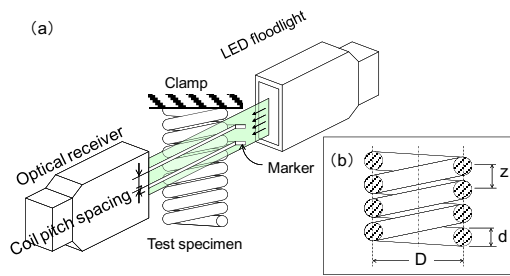 (a)
LED floodlight
Clamp
Optical receiver
Coil pitch spacing
Marker
Test specimen
(b)
z
d
D